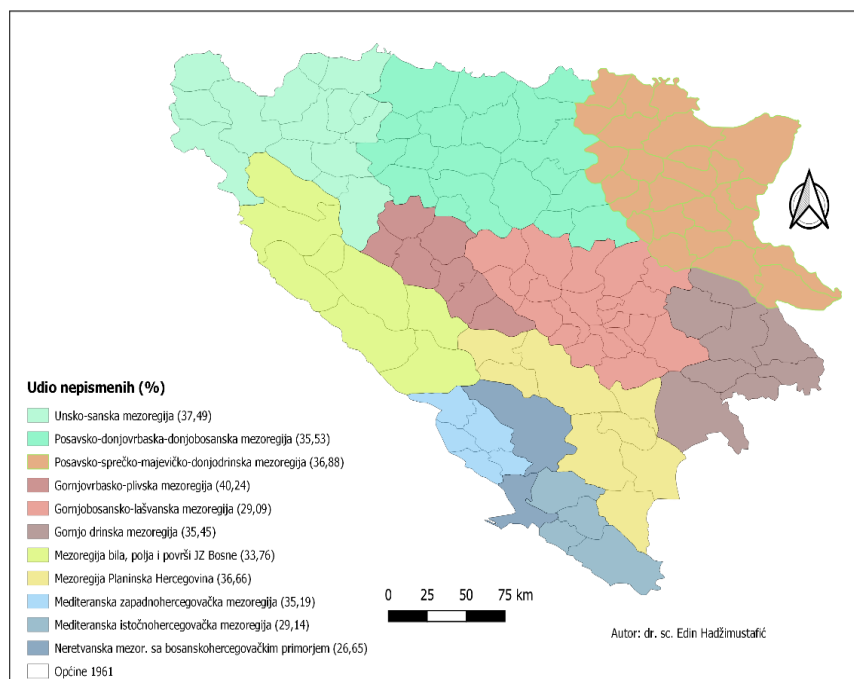 Udio nepismenih (%)
Unsko-sanska mezoregija (37,49)
Posavsko-donjovrbaska-donjobosanska mezoregija (35,53)
Posavsko-sprečko-majevičko-donjodrinska mezoregija (36,88)
Gornjovrbasko-plivska mezoregija (40,24)
Gornjobosansko-lašvanska mezoregija (29,09)
Gornjo drinska mezoregija (35,45)
Mezoregija bila, polja i površi JZ Bosne (33,76)
Mezoregija Planinska Hercegovina (36,66)
Mediteranska zapadnohercegovačka mezoregija (35,19)
Mediteranska istočnohercegovačka mezoregija (29,14)
Neretvanska mezor. sa bosanskohercegovačkim primorjem (26,65)
Općine 1961
0 25 50 75 km
Autor: dr. sc. Edin Hadžimustafić